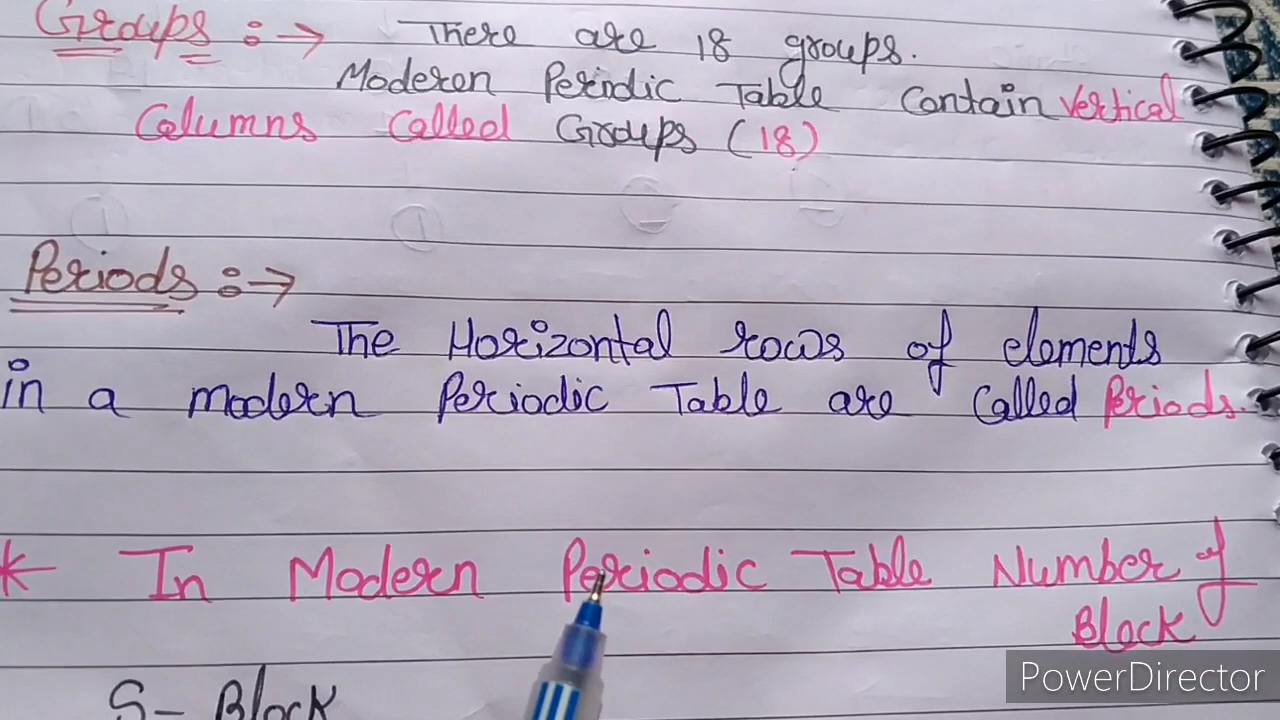 Groups :→ There are 18 groups.
Moderen Periodic Table Contain Vertical
Columns Called Groups (18)
Periods :→
The Horizontal rows of elements
in a modern Periodic Table are Called Periods.
* In Modern Periodic Table Number of
Block
S- Block
PowerDirector